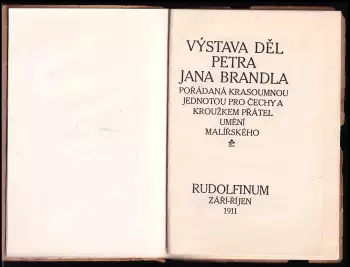 VÝSTAVA DĚL
PETRA
JANA BRANDLA
POŘÁDANÁ KRASOUMNOU
JEDNOTOU PRO ČECHY A
KROUŽKEM PŘÁTEL
UMĚNÍ
MALÍŘSKÉHO
RUDOLFINUM
ZÁŘÍ-ŘÍJEN
1911